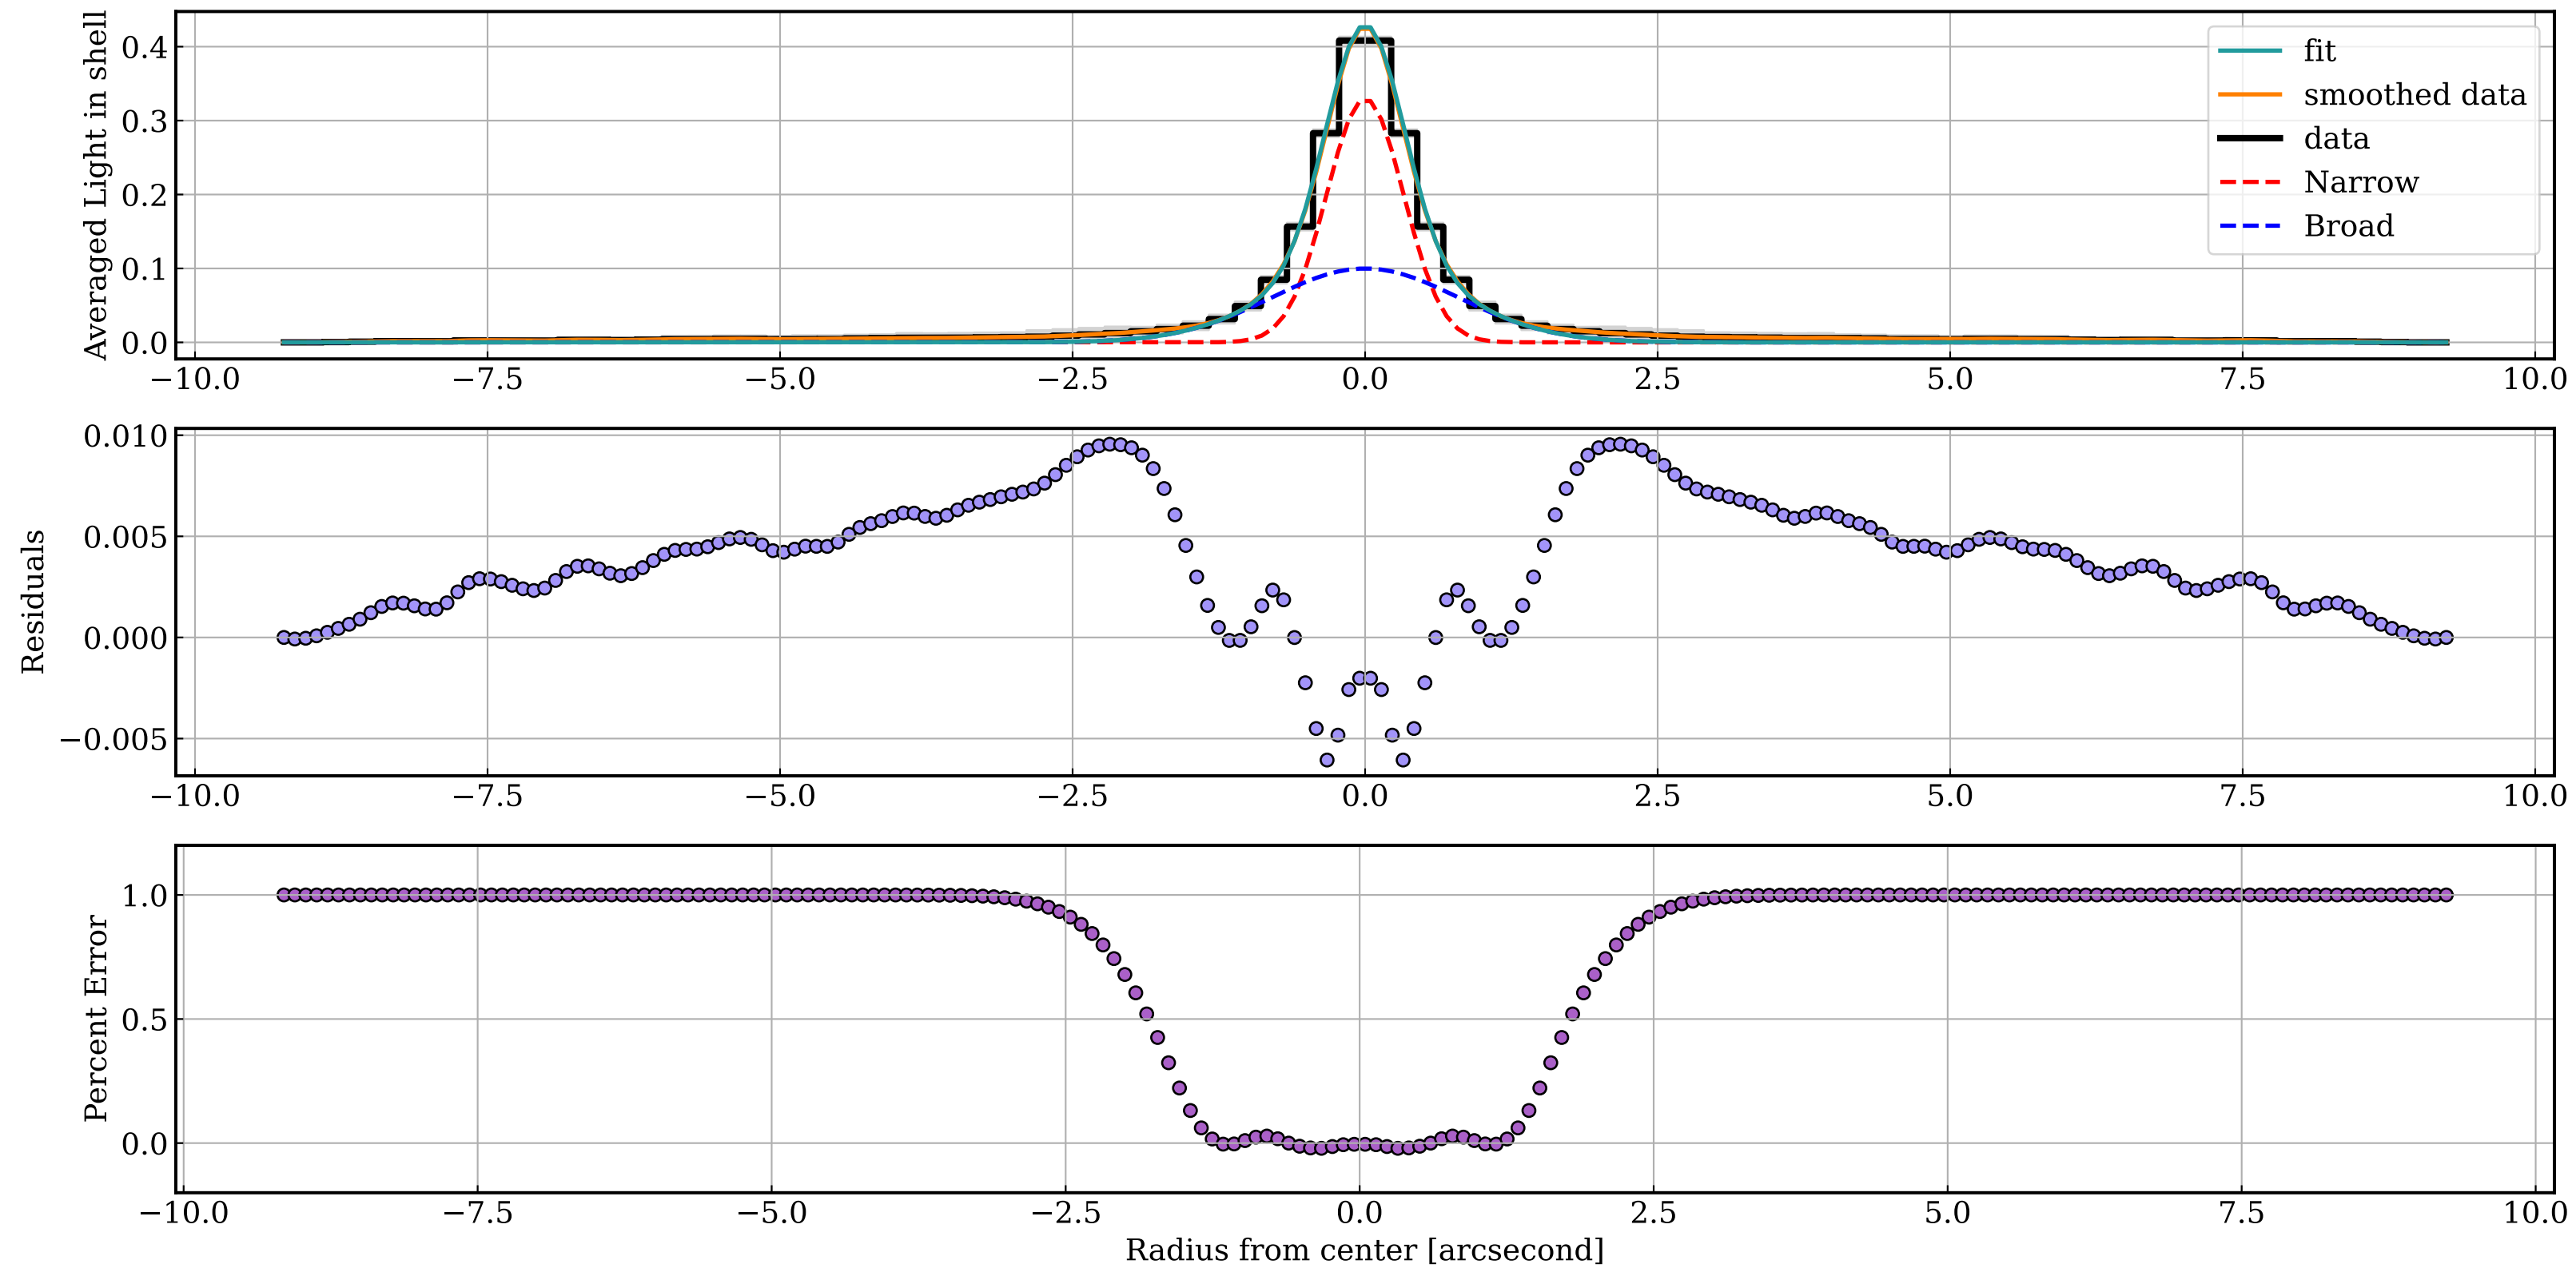 Averaged Light in shell
0.4
0.3
0.2
0.1
0.0
fit
smoothed data
data
Narrow
Broad
−10.0 −7.5 −5.0 −2.5 0.0 2.5 5.0 7.5 10.0
Residuals
0.010
0.005
0.000
−0.005
−10.0 −7.5 −5.0 −2.5 0.0 2.5 5.0 7.5 10.0
Percent Error
1.0
0.5
0.0
−10.0 −7.5 −5.0 −2.5 0.0 2.5 5.0 7.5 10.0
Radius from center [arcsecond]